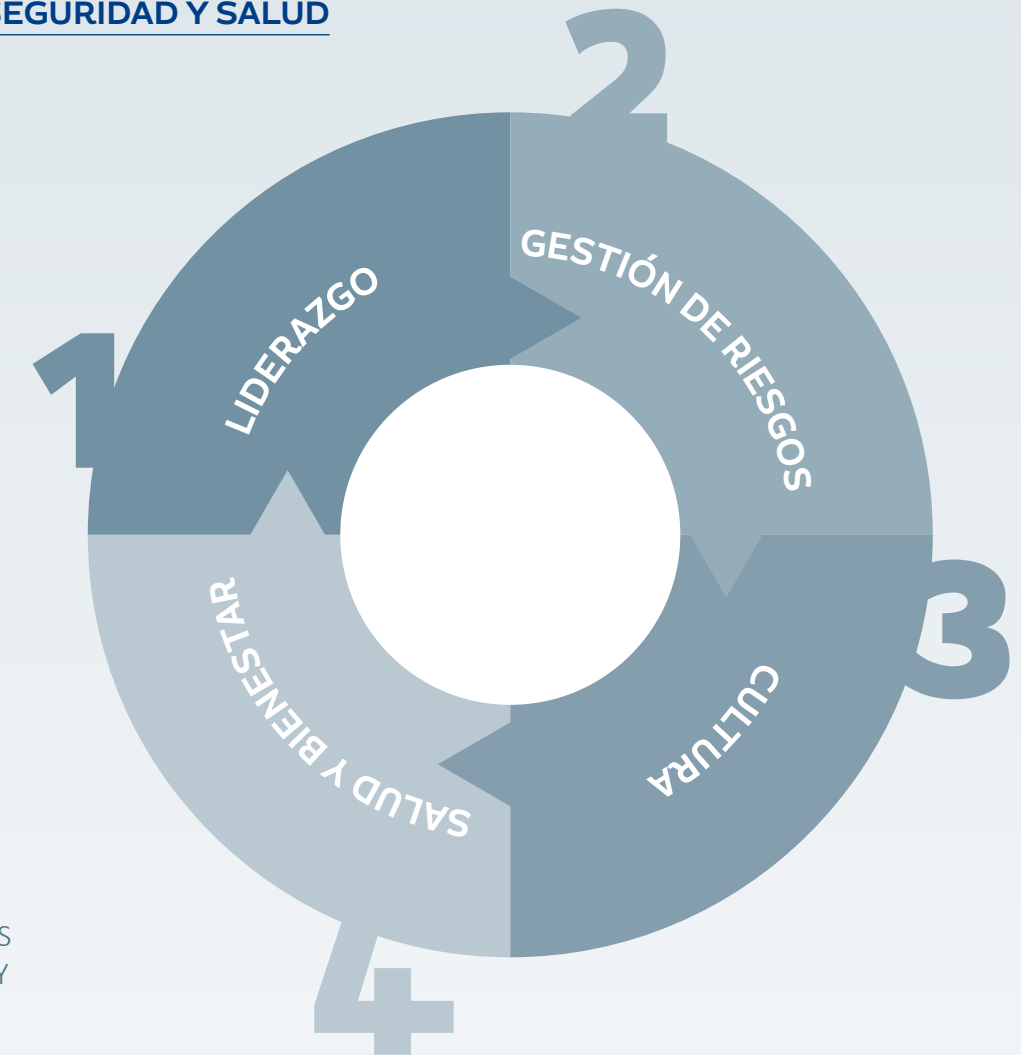 SEGURIDAD Y SALUD
1
LIDERAZGO
2
GESTIÓN DE RIESGOS
3
CULTURA
4
SALUD Y BIENESTAR
S
Y